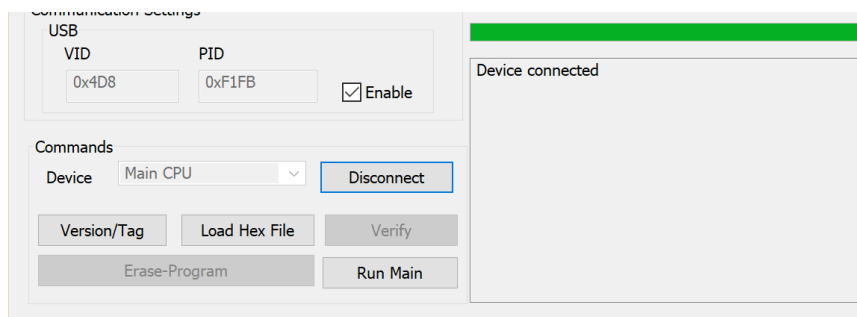 Communication Settings
USB
VID PID
0x4D8 0xF1FB
Enable
Device connected
Commands
Device Main CPU Disconnect
Version/Tag Load Hex File Verify
Erase-Program Run Main